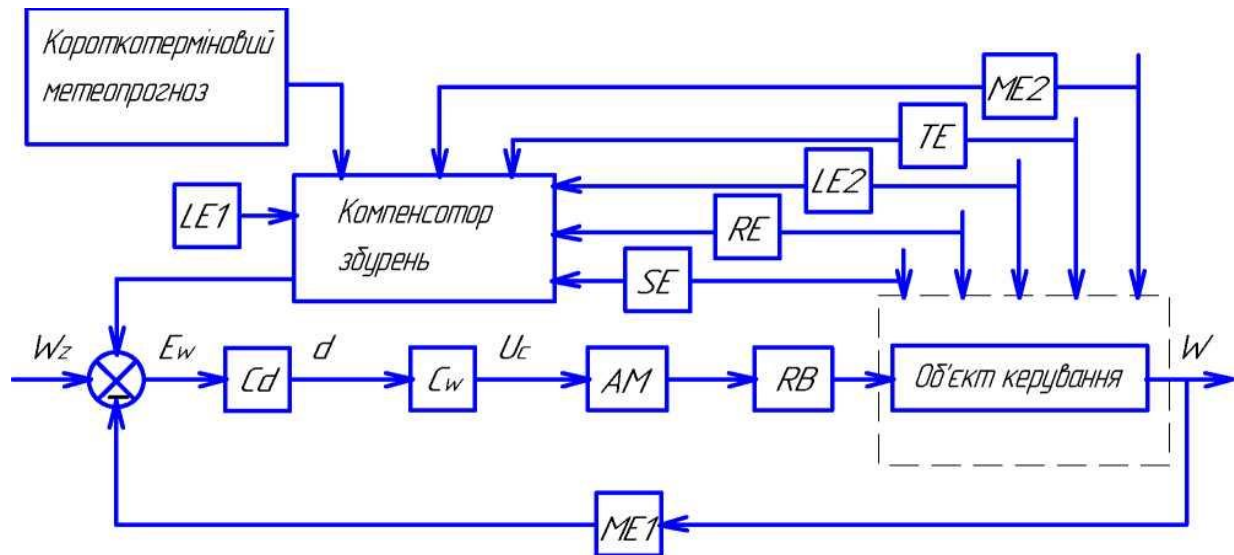 Короткотерміновий
метеопрогноз
ME2
TE
LE2
LE1
Компенсотор
збурень
RE
SE
Wz
Ew
Cd
d
Cw
Uc
AM
RB
Об'єкт керування
W
ME1